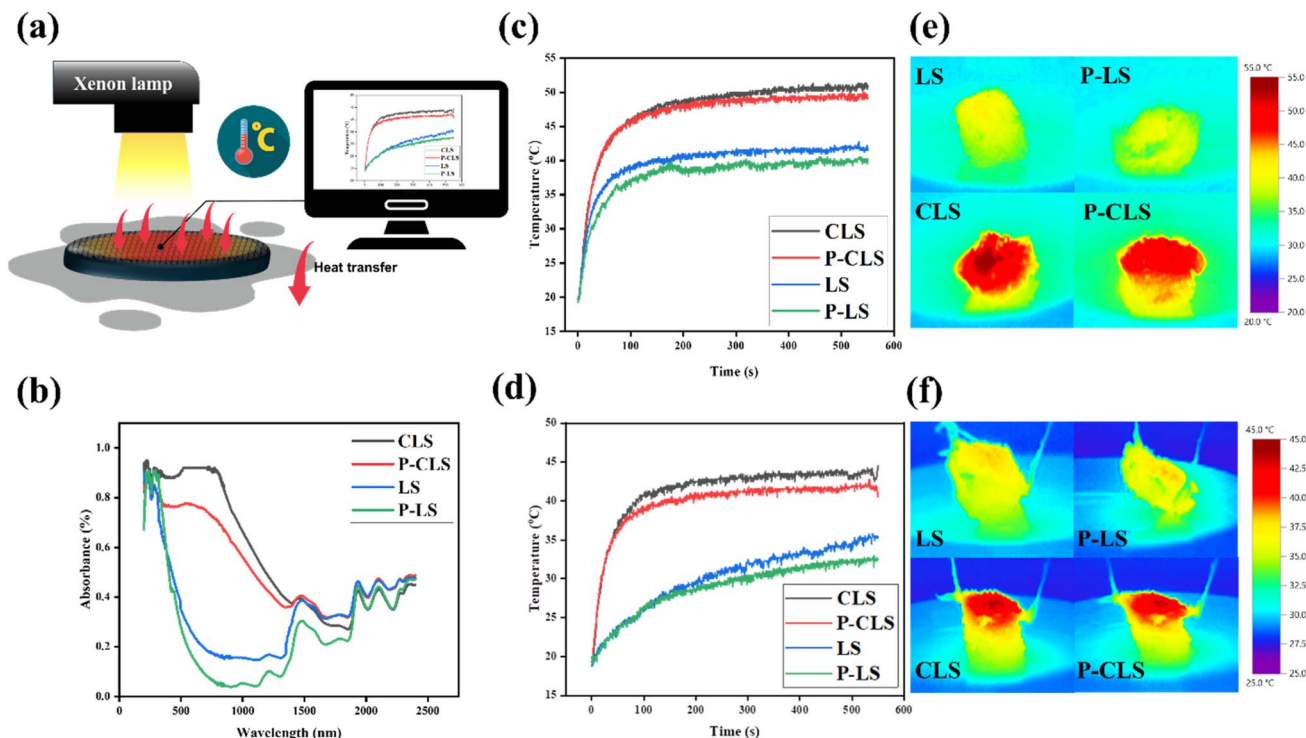 (a)
Xenon lamp
°C
CLS
P-CLS
LS
P-LS
Heat transfer
(b)
1.0
0.8
0.6
0.4
0.2
0.0
0
500
1000
1500
2000
2500
Absorbance (%)
Wavelength (nm)
CLS
P-CLS
LS
P-LS
(c)
55
50
45
40
35
30
25
20
15
0
100
200
300
400
500
600
Temperature (°C)
Time (s)
CLS
P-CLS
LS
P-LS
(d)
50
45
40
35
30
25
20
15
0
100
200
300
400
500
600
Temperature (°C)
Time (s)
CLS
P-CLS
LS
P-LS
(e)
LS
P-LS
CLS
P-CLS
55.0 °C
55.0
50.0
45.0
40.0
35.0
30.0
25.0
20.0
20.0 °C
(f)
LS
P-LS
CLS
P-CLS
45.0 °C
45.0
42.5
40.0
37.5
35.0
32.5
30.0
27.5
25.0
25.0 °C